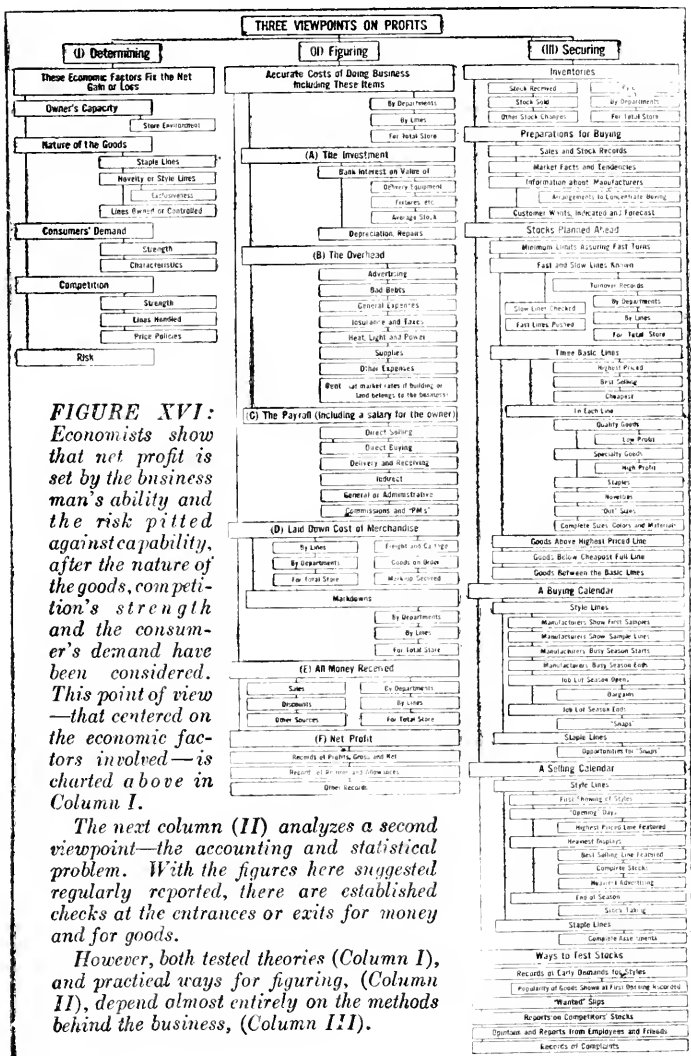 THREE VIEWPOINTS ON PROFITS
(I) Determining
These Economic Factors Fix the Net
Gain or Loss
Owner's Capacity
Store Environment
Nature of the Goods
Staple Lines
Novelty or Style Lines
Exclusiveness
Lines Owned or Controlled
Consumers' Demand
Strength
Characteristics
Competition
Strength
Lines Handled
Price Policies
Risk
(II) Figuring
Accurate Costs of Doing Business
Including These Items
By Departments
By Lines
For Total Store
(A) The Investment
Bank Interest on Value of
Delivery Equipment
Fixtures, etc.
Average Stock
Depreciation, Repairs
(B) The Overhead
Advertising
Bad Debts
General Expenses
Insurance and Taxes
Heat, Light and Power
Supplies
Other Expenses
Rent (at market rates if building or
land belongs to the business)
(C) The Payroll (Including a salary for the owner)
Direct Selling
Direct Buying
Delivery and Receiving
Indirect
General or Administrative
Commissions and "PM's"
(D) Laid Down Cost of Merchandise
By Lines
Freight and Cartage
By Departments
Goods on Order
For Total Store
Mark-up Secured
Markdowns
By Departments
By Lines
For Total Store
(E) All Money Received
Sales
By Departments
Discounts
By Lines
Other Sources
For Total Store
(F) Net Profit
Records of Profits, Gross, and Net
Record of Returns and Allowances
Other Records
(III) Securing
Inventories
Stock Received
Stock Sold
By Departments
Other Stock Changes
For Total Store
Preparations for Buying
Sales and Stock Records
Market Facts and Tendencies
Information about Manufacturers
Arrangements to Concentrate Buying
Customer Wants, Indicated and Forecast
Stocks Planned Ahead
Minimum Limits Assuring Fast Turns
Fast and Slow Lines Known
Turnover Records
Slow Lines Checked
By Departments
Fast Lines Pushed
By Lines
For Total Store
Three Basic Lines
Highest Priced
Best Selling
Cheapest
In Each Line
Quality Goods
Low Profit
Specialty Goods
High Profit
Staples
Novelties
"Out" Sizes
Complete Sizes Colors and Materials
Goods Above Highest Priced Line
Goods Below Cheapest Full Line
Goods Between the Basic Lines
A Buying Calendar
Style Lines
Manufacturers Show First Samples
Manufacturers Show Sample Lines
Manufacturers Busy Season Starts
Manufacturers Busy Season Ends
Job Lot Season Opens
Bargains
Job Lot Season Ends
"Snaps"
Staple Lines
Opportunities for "Snaps"
A Selling Calendar
Style Lines
First Showing of Styles
"Opening" Days
Highest Priced Line Featured
Heaviest Displays
Best Selling Line Featured
Complete Stocks
Heaviest Advertising
End of Season
Stock Taking
Staple Lines
Complete Assortments
Ways to Test Stocks
Records of Early Demands for Styles
Popularity of Goods Shown at First Opening Recorded
"Wanted" Slips
Reports on Competitors' Stocks
Opinions and Reports from Employees and Friends
Records of Complaints
FIGURE XVI:
Economists show
that net profit is
set by the business
man's ability and
the risk pitted
against capability,
after the nature of
the goods, competi-
tion's strength
and the consum-
er's demand have
been considered.
This point of view
—that centered on
the economic fac-
tors involved—is
charted above in
Column I.
The next column (II) analyzes a second
viewpoint—the accounting and statistical
problem. With the figures here suggested
regularly reported, there are established
checks at the entrances or exits for money
and for goods.
However, both tested theories (Column I),
and practical ways for figuring, (Column
II), depend almost entirely on the methods
behind the business, (Column III).